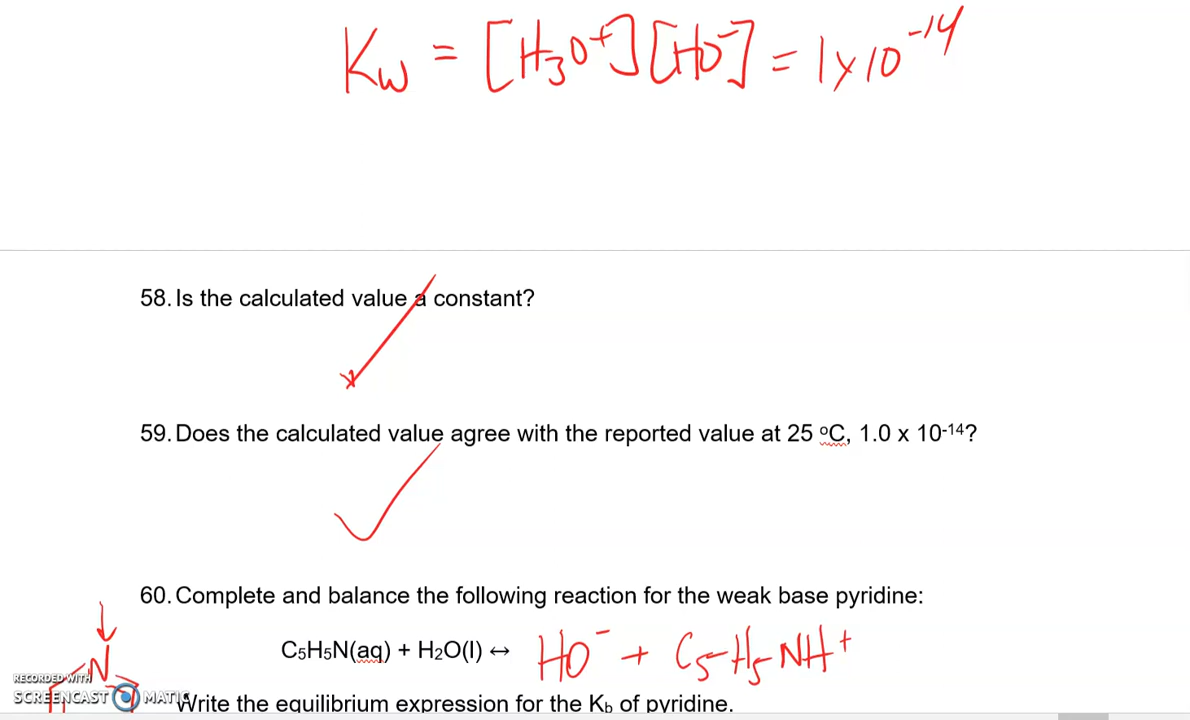 Kw = [H₃O⁺][HO⁻] = 1x10⁻¹⁴
58. Is the calculated value a constant?
59. Does the calculated value agree with the reported value at 25 ºC, 1.0 x 10⁻¹⁴?
60. Complete and balance the following reaction for the weak base pyridine:
C₅H₅N(aq) + H₂O(l) ↔ HO⁻ + C₅H₅NH⁺
N
RECORDED WITH
SCREENCAST MATIC
Write the equilibrium expression for the Kb of pyridine.